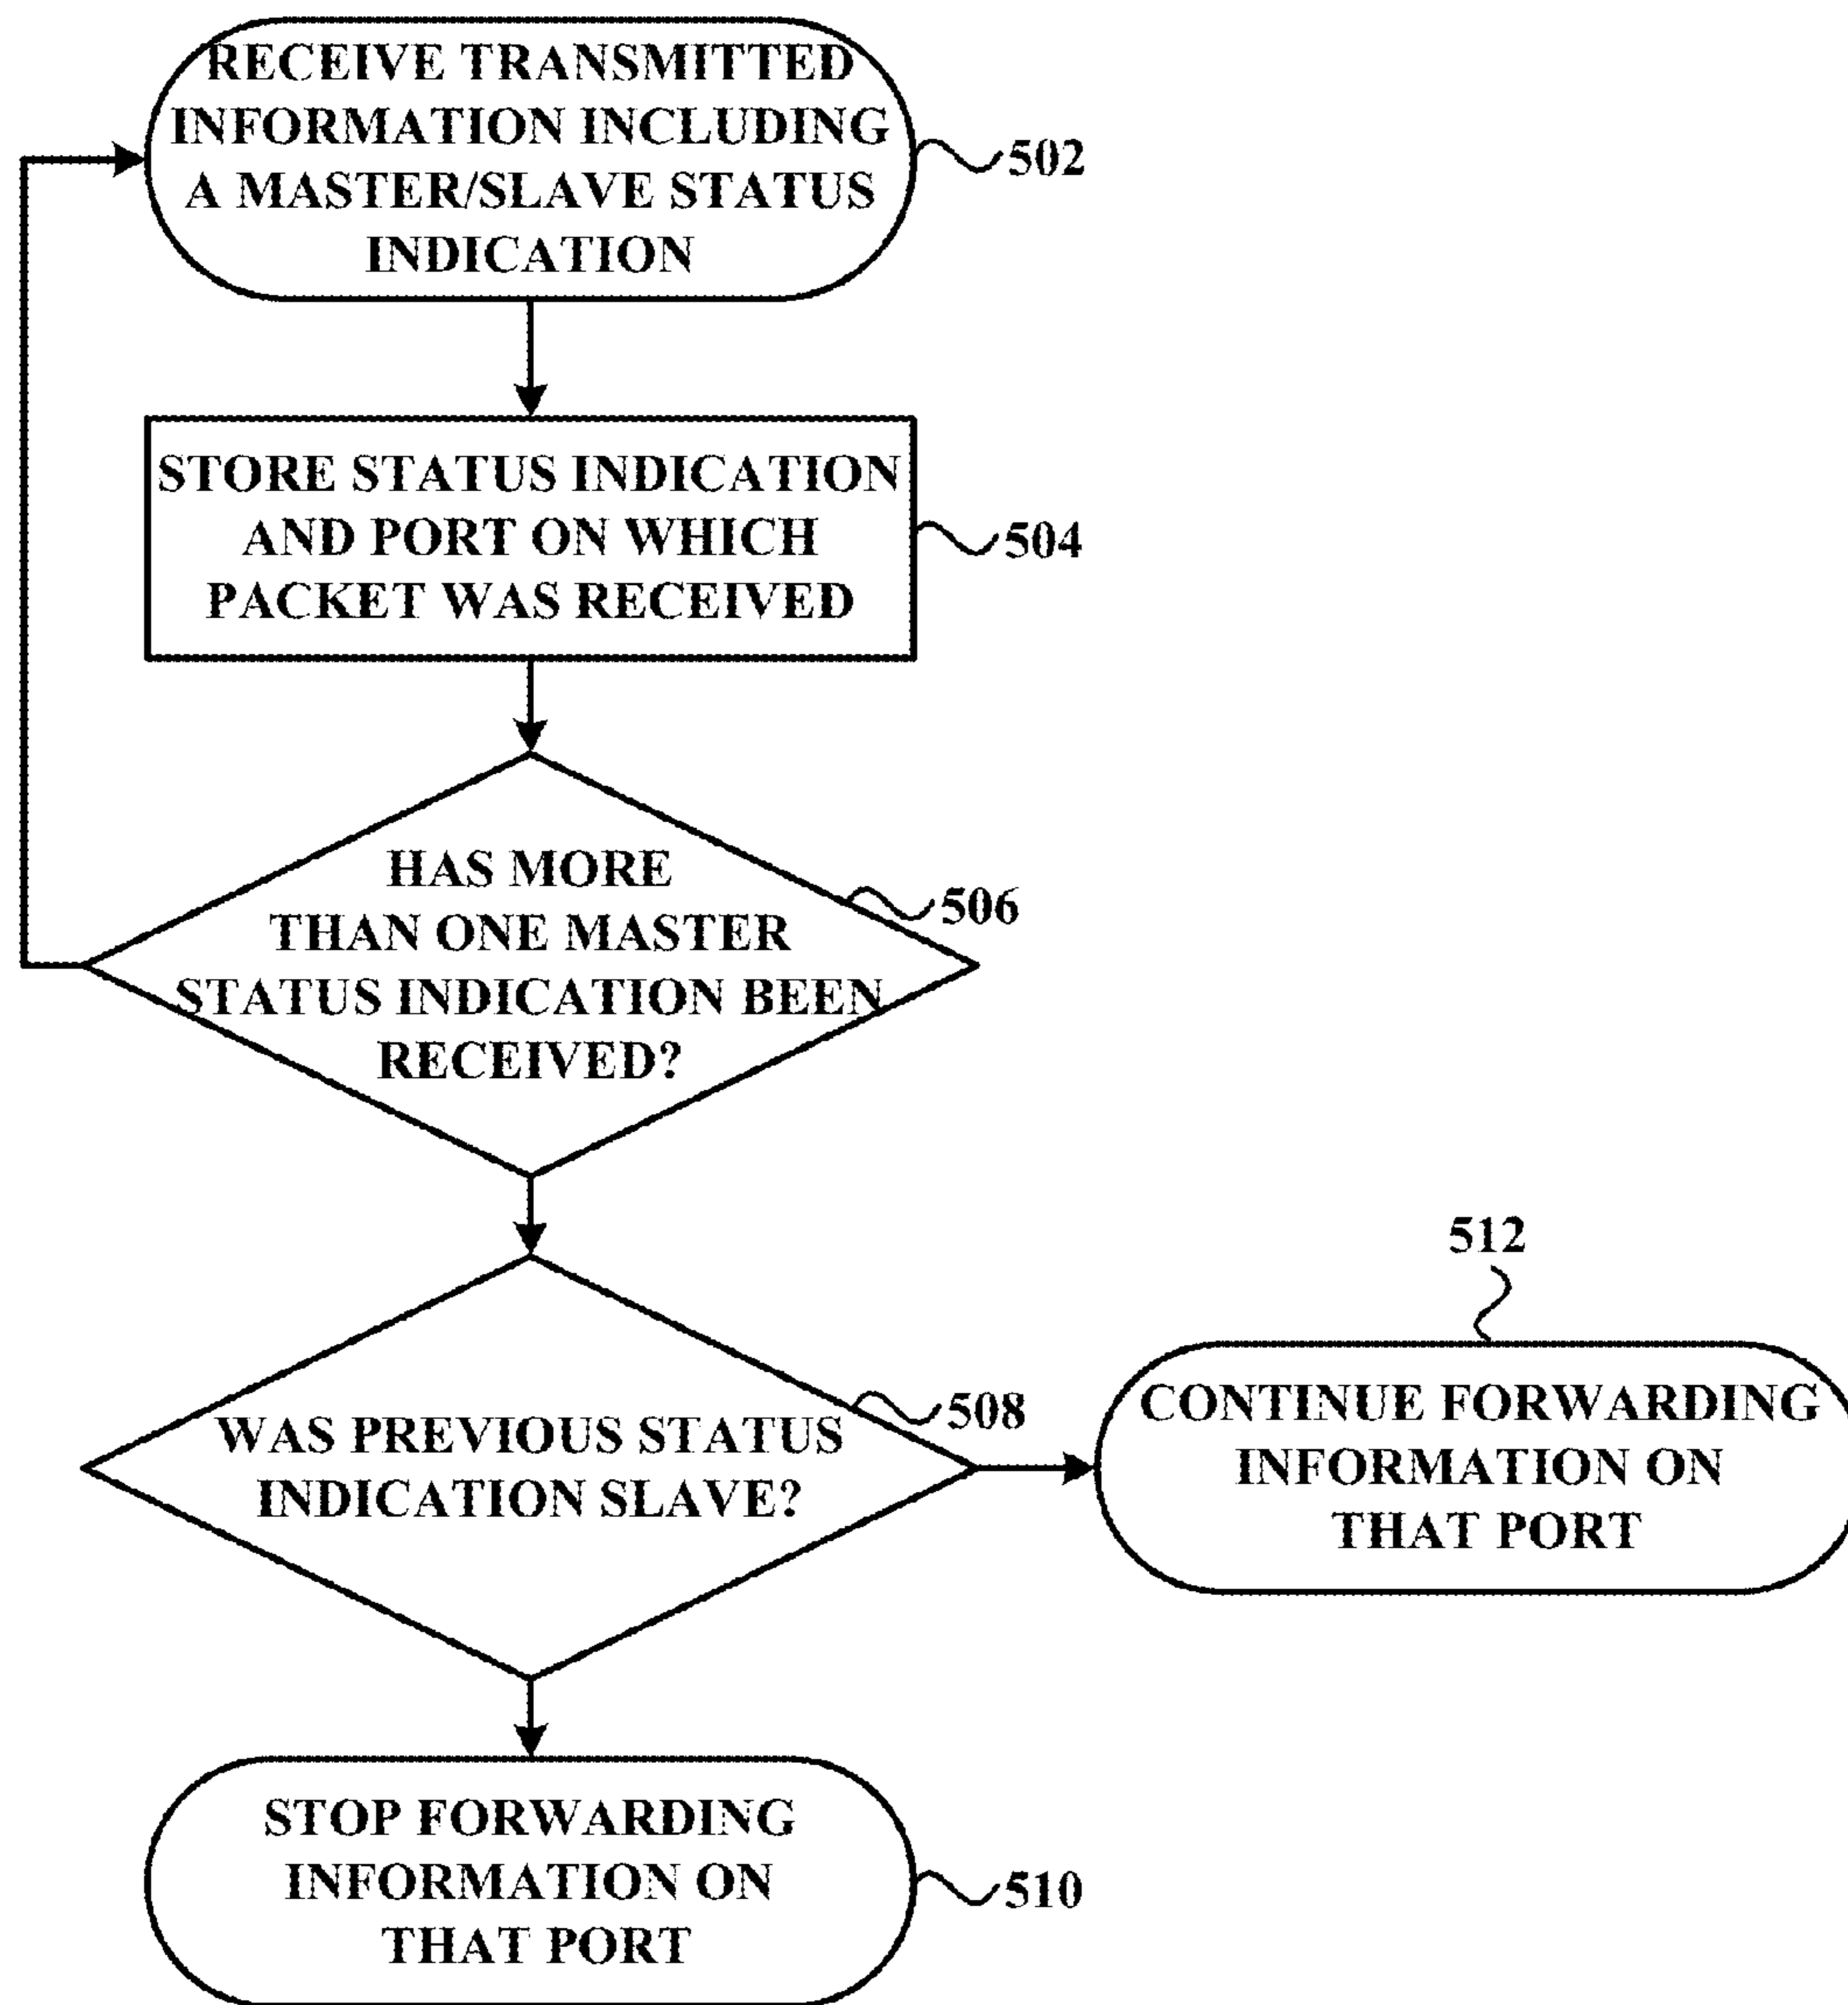 RECEIVE TRANSMITTED
INFORMATION INCLUDING
A MASTER/SLAVE STATUS
INDICATION
502
STORE STATUS INDICATION
AND PORT ON WHICH
PACKET WAS RECEIVED
504
HAS MORE
THAN ONE MASTER
STATUS INDICATION BEEN
RECEIVED?
506
WAS PREVIOUS STATUS
INDICATION SLAVE?
508
512
CONTINUE FORWARDING
INFORMATION ON
THAT PORT
STOP FORWARDING
INFORMATION ON
THAT PORT
510